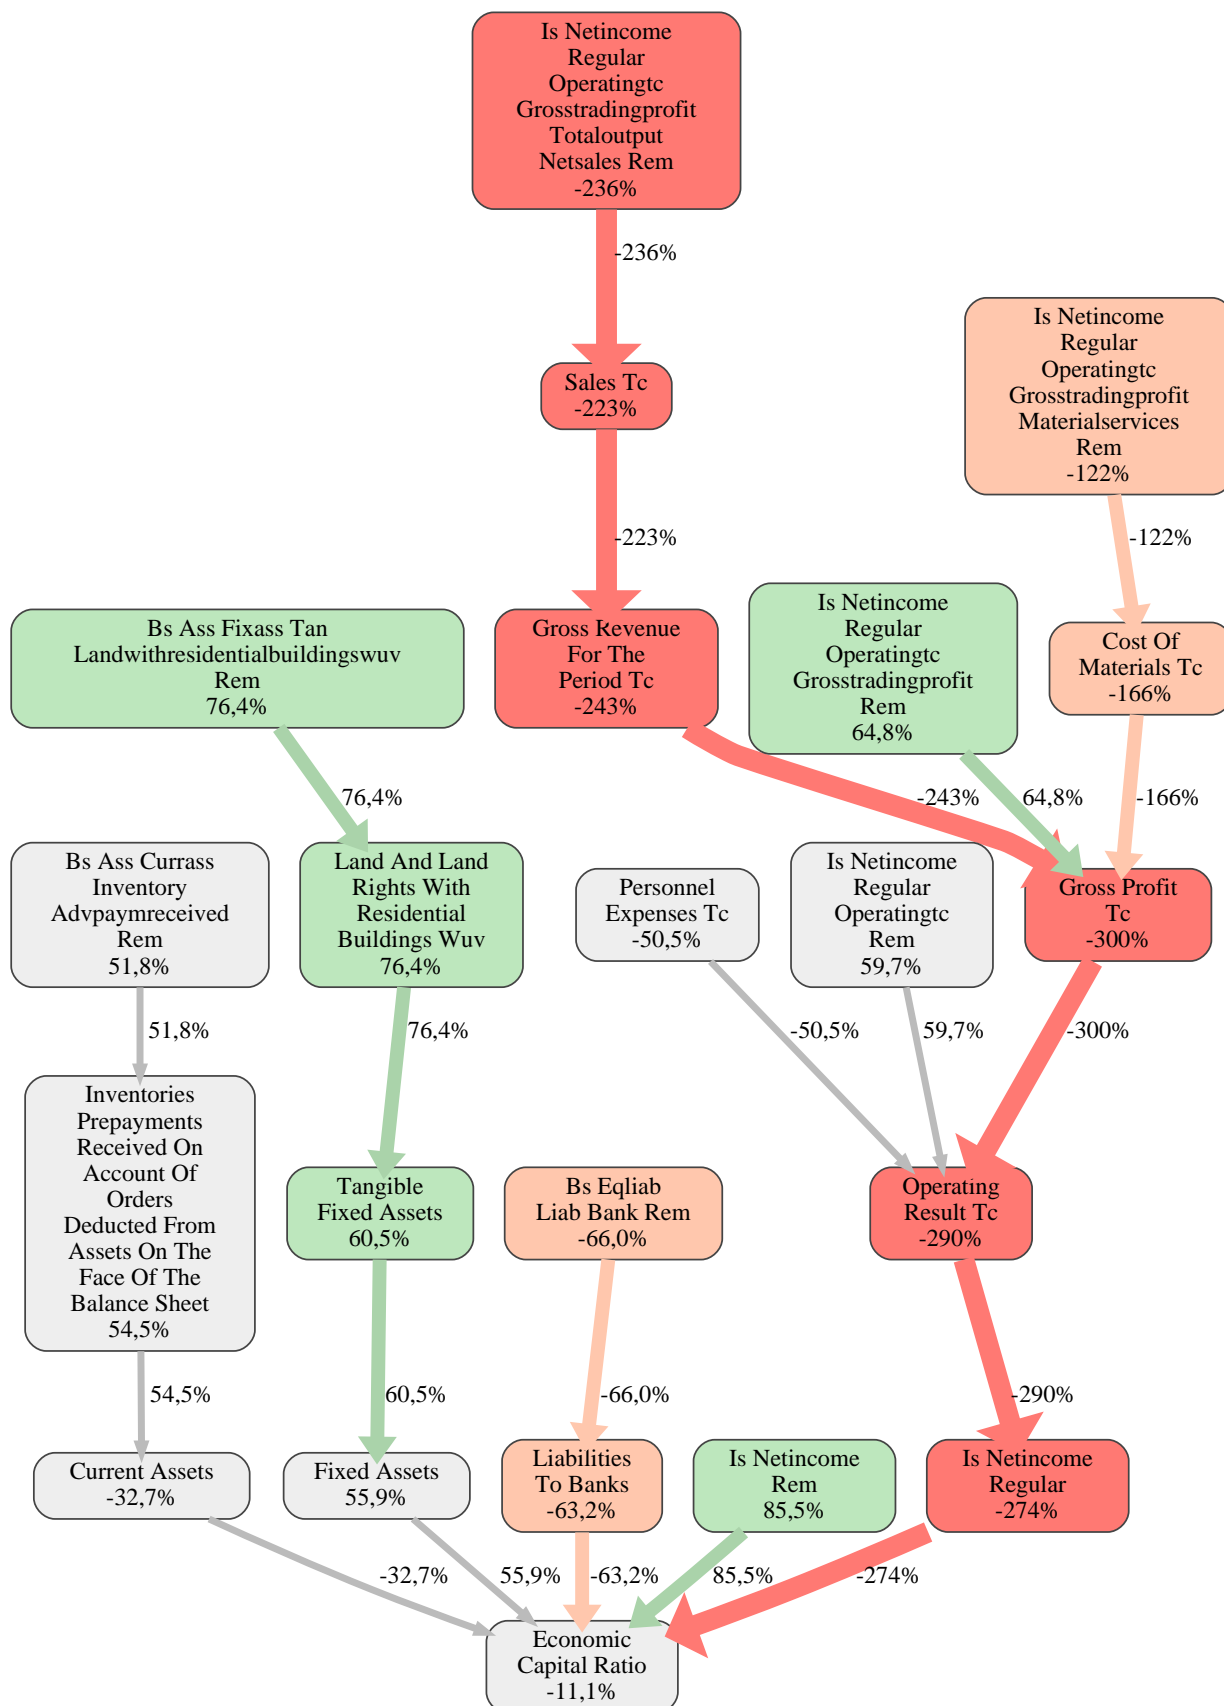 Is Netincome
Regular
Operatingtc
Grosstradingprofit
Totaloutput
Netsales Rem
-236%
-236%
Is Netincome
Regular
Operatingtc
Grosstradingprofit
Materialservices
Rem
-122%
Sales Tc
-223%
-223%
-122%
Bs Ass Fixass Tan
Landwithresidentialbuildingswuv
Rem
76,4%
Gross Revenue
For The
Period Tc
-243%
Is Netincome
Regular
Operatingtc
Grosstradingprofit
Rem
64,8%
Cost Of
Materials Tc
-166%
76,4%
-243%
64,8%
-166%
Bs Ass Currass
Inventory
Advpaymreceived
Rem
51,8%
Land And Land
Rights With
Residential
Buildings Wuv
76,4%
Personnel
Expenses Tc
-50,5%
Is Netincome
Regular
Operatingtc
Rem
59,7%
Gross Profit
Tc
-300%
51,8%
76,4%
-50,5%
59,7%
-300%
Inventories
Prepayments
Received On
Account Of
Orders
Deducted From
Assets On The
Face Of The
Balance Sheet
54,5%
Tangible
Fixed Assets
60,5%
Bs Eqliab
Liab Bank Rem
-66,0%
Operating
Result Tc
-290%
54,5%
60,5%
-66,0%
-290%
Current Assets
-32,7%
Fixed Assets
55,9%
Liabilities
To Banks
-63,2%
Is Netincome
Rem
85,5%
Is Netincome
Regular
-274%
-32,7%
55,9%
-63,2%
85,5%
-274%
Economic
Capital Ratio
-11,1%